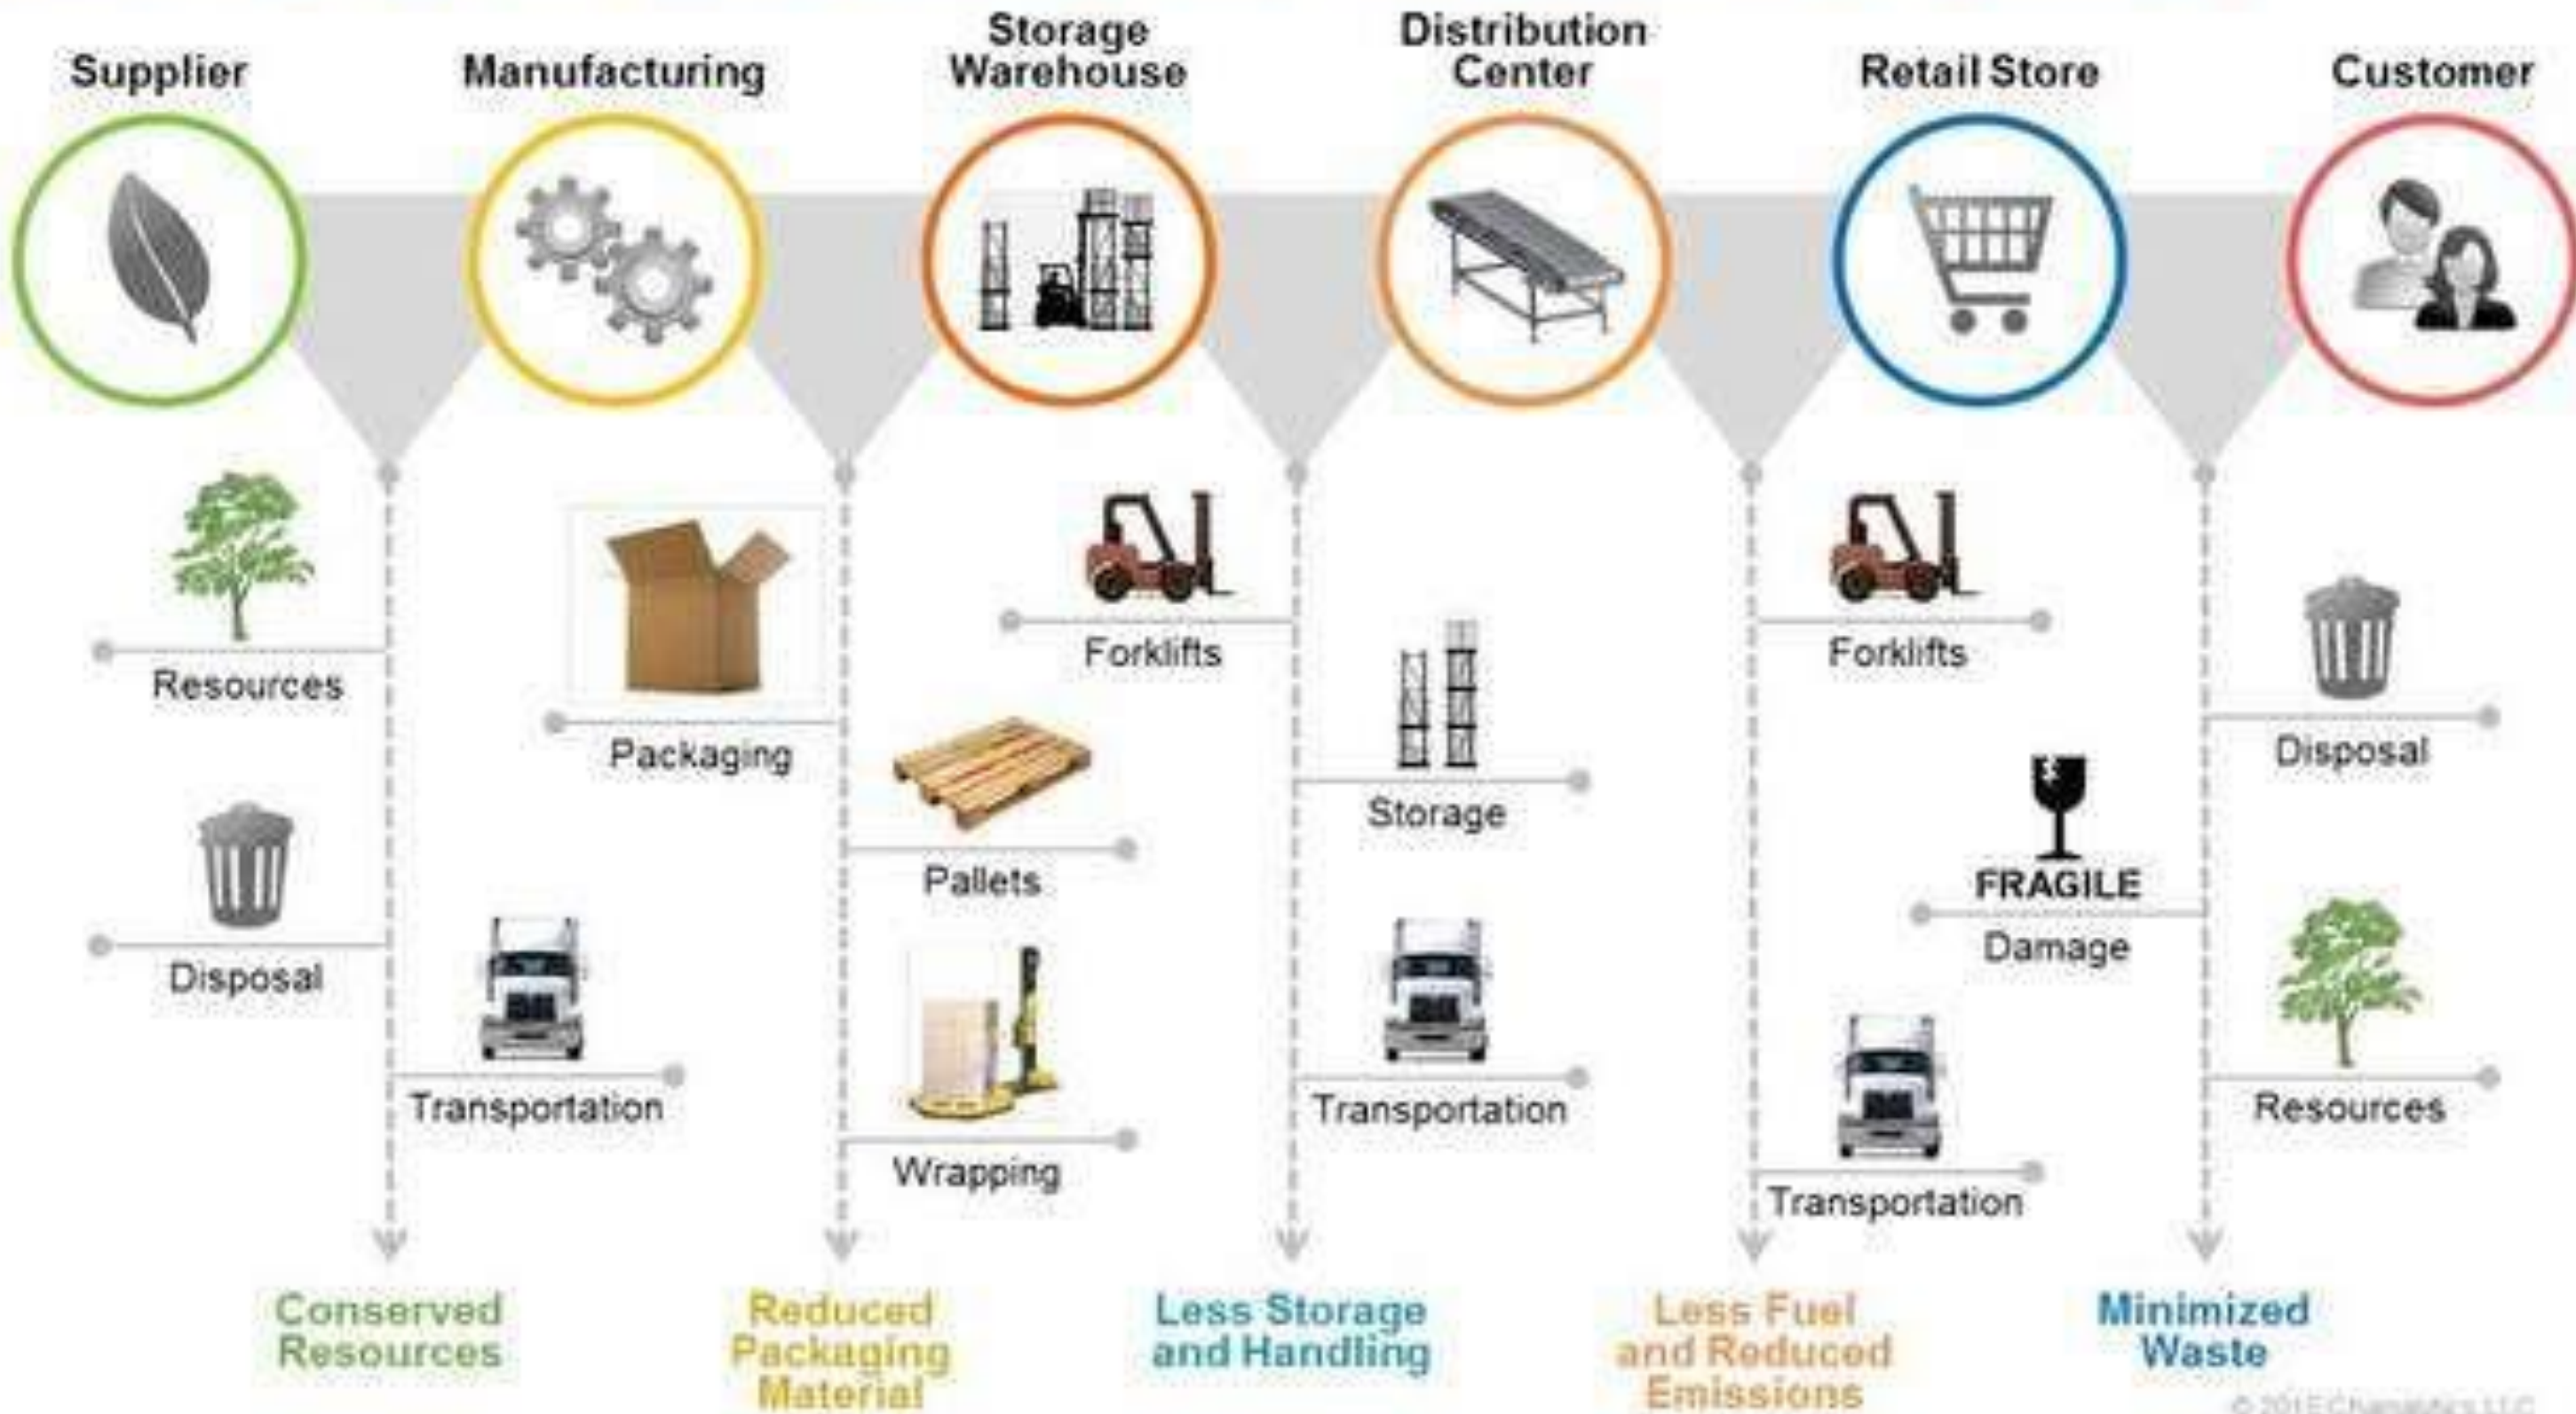 Supplier
Manufacturing
Storage
Warehouse
Distribution
Center
Retail Store
Customer
Resources
Disposal
Transportation
Packaging
Pallets
Wrapping
Forklifts
Storage
Transportation
Forklifts
FRAGILE
Damage
Transportation
Disposal
Resources
Conserved
Resources
Reduced
Packaging
Material
Less Storage
and Handling
Less Fuel
and Reduced
Emissions
Minimized
Waste